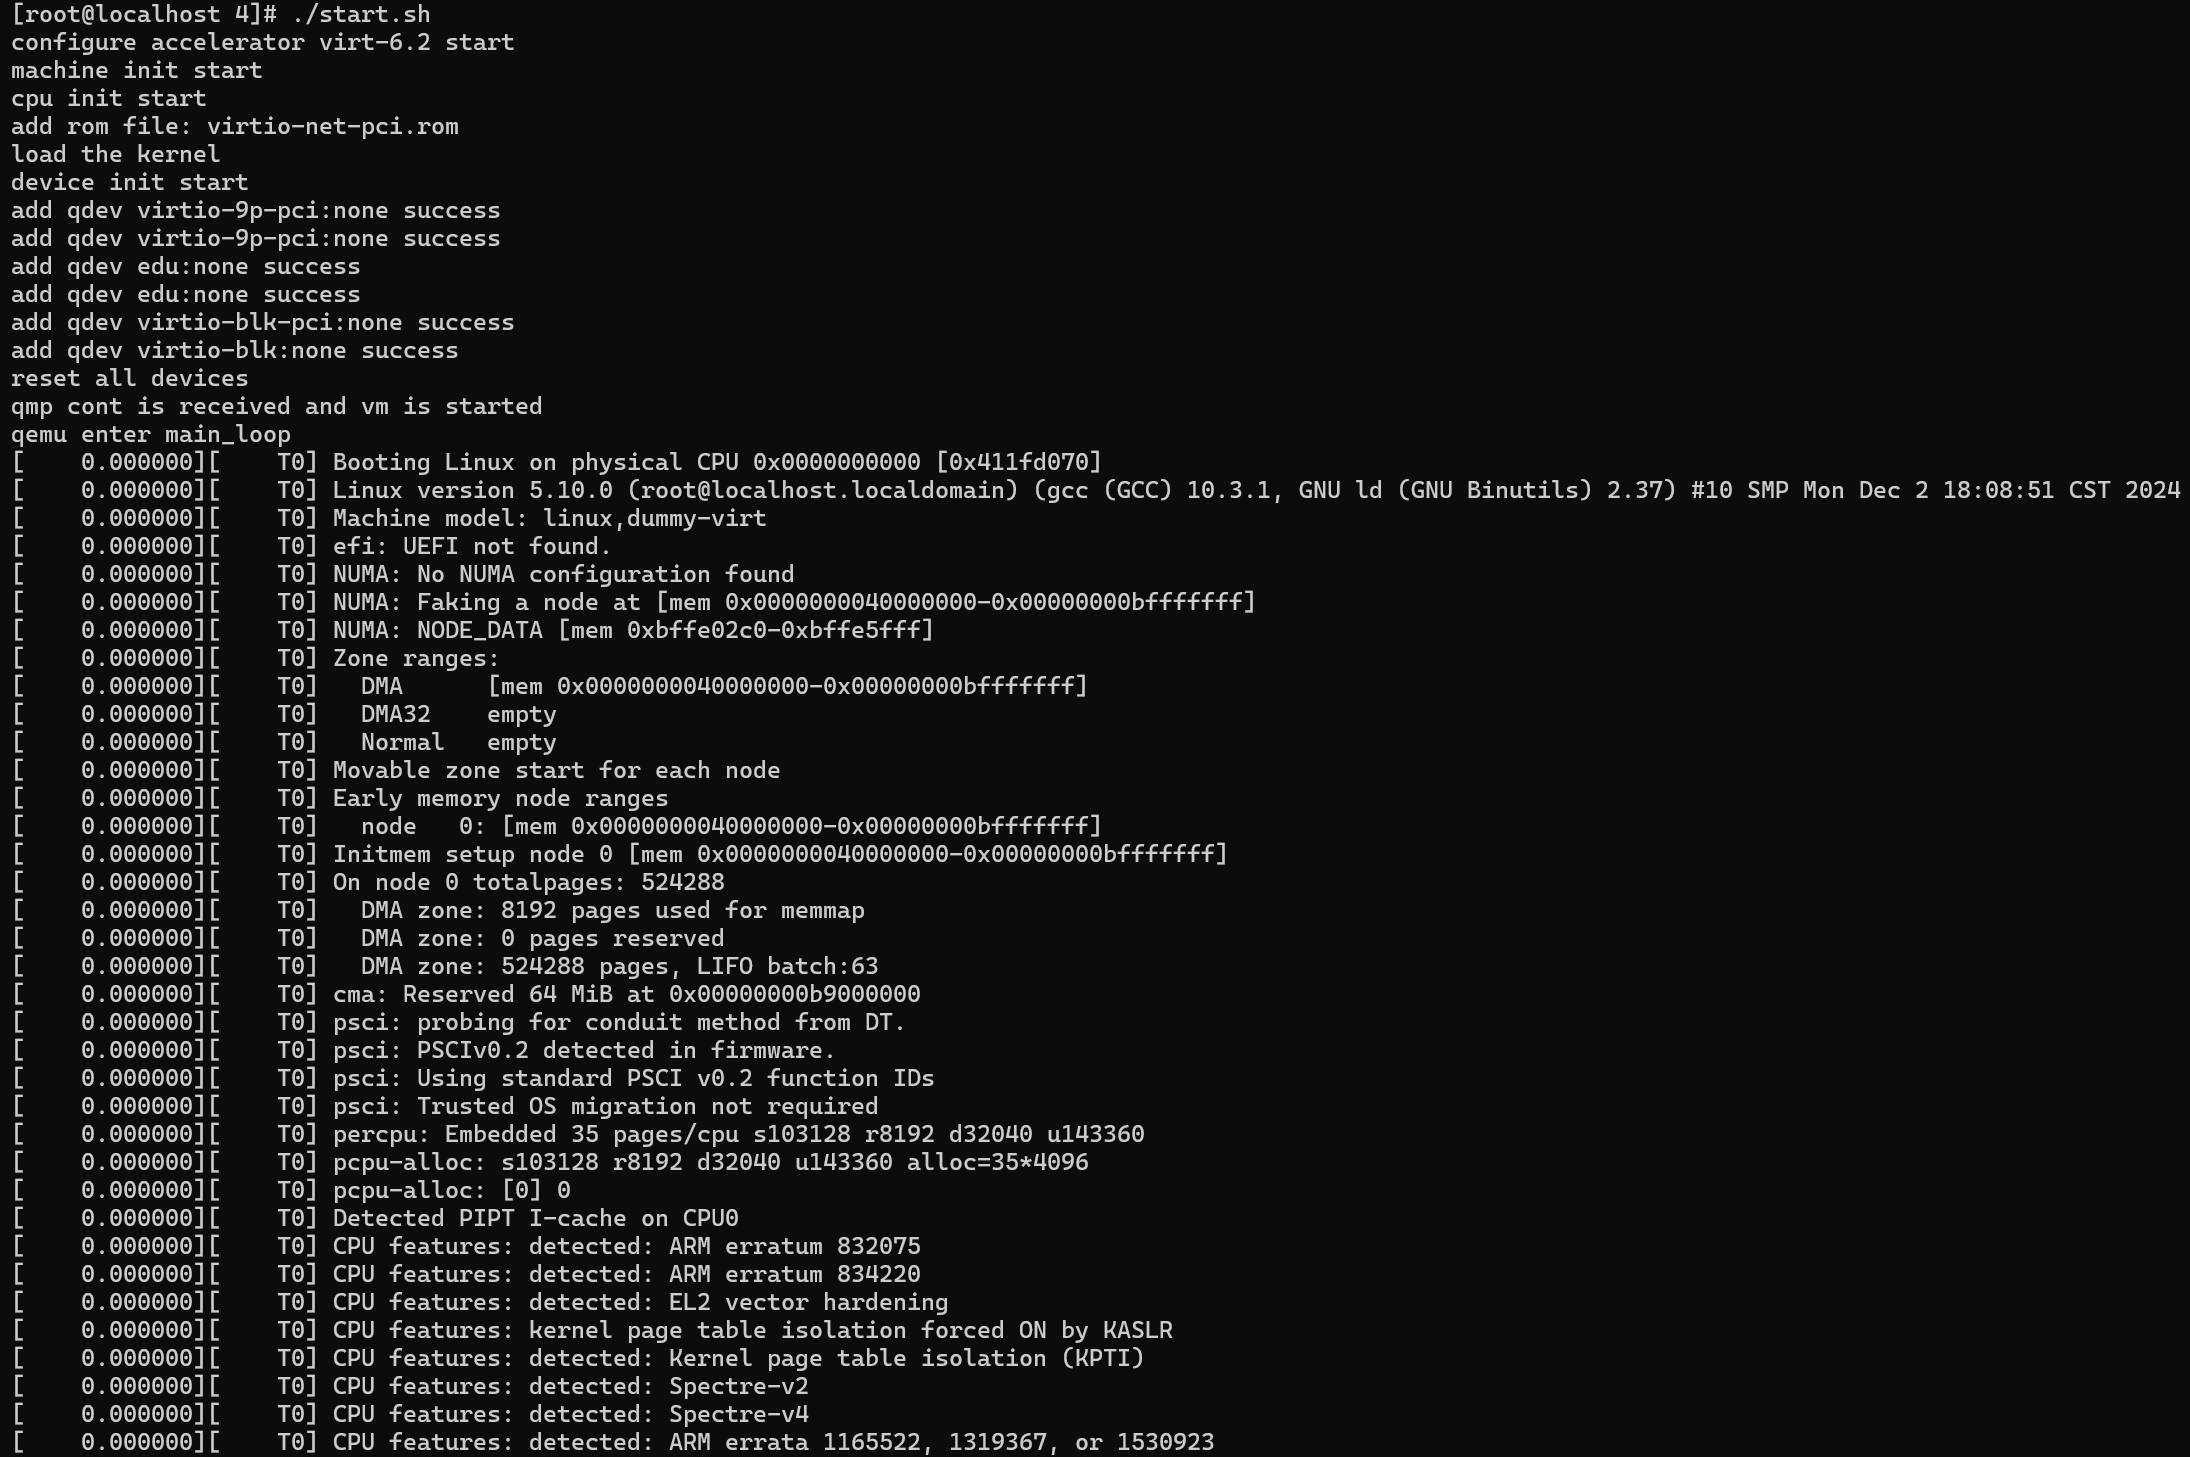 [root@localhost 4]# ./start.sh
configure accelerator virt-6.2 start
machine init start
cpu init start
add rom file: virtio-net-pci.rom
load the kernel
device init start
add qdev virtio-9p-pci:none success
add qdev virtio-9p-pci:none success
add qdev edu:none success
add qdev edu:none success
add qdev virtio-blk-pci:none success
add qdev virtio-blk:none success
reset all devices
qmp cont is received and vm is started
qemu enter main_loop
[    0.000000][    T0] Booting Linux on physical CPU 0x0000000000 [0x411fd070]
[    0.000000][    T0] Linux version 5.10.0 (root@localhost.localdomain) (gcc (GCC) 10.3.1, GNU ld (GNU Binutils) 2.37) #10 SMP Mon Dec 2 18:08:51 CST 2024
[    0.000000][    T0] Machine model: linux,dummy-virt
[    0.000000][    T0] efi: UEFI not found.
[    0.000000][    T0] NUMA: No NUMA configuration found
[    0.000000][    T0] NUMA: Faking a node at [mem 0x0000000040000000-0x00000000bfffffff]
[    0.000000][    T0] NUMA: NODE_DATA [mem 0xbffe02c0-0xbffe5fff]
[    0.000000][    T0] Zone ranges:
[    0.000000][    T0]   DMA      [mem 0x0000000040000000-0x00000000bfffffff]
[    0.000000][    T0]   DMA32    empty
[    0.000000][    T0]   Normal   empty
[    0.000000][    T0] Movable zone start for each node
[    0.000000][    T0] Early memory node ranges
[    0.000000][    T0]   node   0: [mem 0x0000000040000000-0x00000000bfffffff]
[    0.000000][    T0] Initmem setup node 0 [mem 0x0000000040000000-0x00000000bfffffff]
[    0.000000][    T0] On node 0 totalpages: 524288
[    0.000000][    T0]   DMA zone: 8192 pages used for memmap
[    0.000000][    T0]   DMA zone: 0 pages reserved
[    0.000000][    T0]   DMA zone: 524288 pages, LIFO batch:63
[    0.000000][    T0] cma: Reserved 64 MiB at 0x00000000b9000000
[    0.000000][    T0] psci: probing for conduit method from DT.
[    0.000000][    T0] psci: PSCIv0.2 detected in firmware.
[    0.000000][    T0] psci: Using standard PSCI v0.2 function IDs
[    0.000000][    T0] psci: Trusted OS migration not required
[    0.000000][    T0] percpu: Embedded 35 pages/cpu s103128 r8192 d32040 u143360
[    0.000000][    T0] pcpu-alloc: s103128 r8192 d32040 u143360 alloc=35*4096
[    0.000000][    T0] pcpu-alloc: [0] 0
[    0.000000][    T0] Detected PIPT I-cache on CPU0
[    0.000000][    T0] CPU features: detected: ARM erratum 832075
[    0.000000][    T0] CPU features: detected: ARM erratum 834220
[    0.000000][    T0] CPU features: detected: EL2 vector hardening
[    0.000000][    T0] CPU features: kernel page table isolation forced ON by KASLR
[    0.000000][    T0] CPU features: detected: Kernel page table isolation (KPTI)
[    0.000000][    T0] CPU features: detected: Spectre-v2
[    0.000000][    T0] CPU features: detected: Spectre-v4
[    0.000000][    T0] CPU features: detected: ARM errata 1165522, 1319367, or 1530923